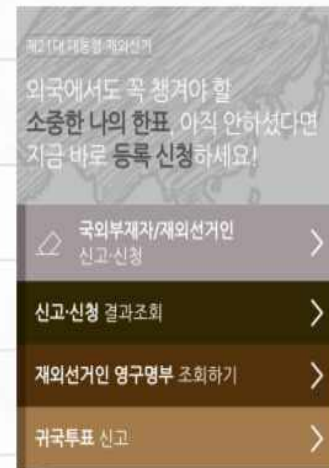 제21대 대통령 재외선거
외국에서도 꼭 챙겨야 할
소중한 나의 한표, 아직 안하셨다면
지금 바로 등록 신청하세요!
국외부재자/재외선거인
신고·신청
신고·신청 결과조회
재외선거인 영구명부 조회하기
귀국투표 신고